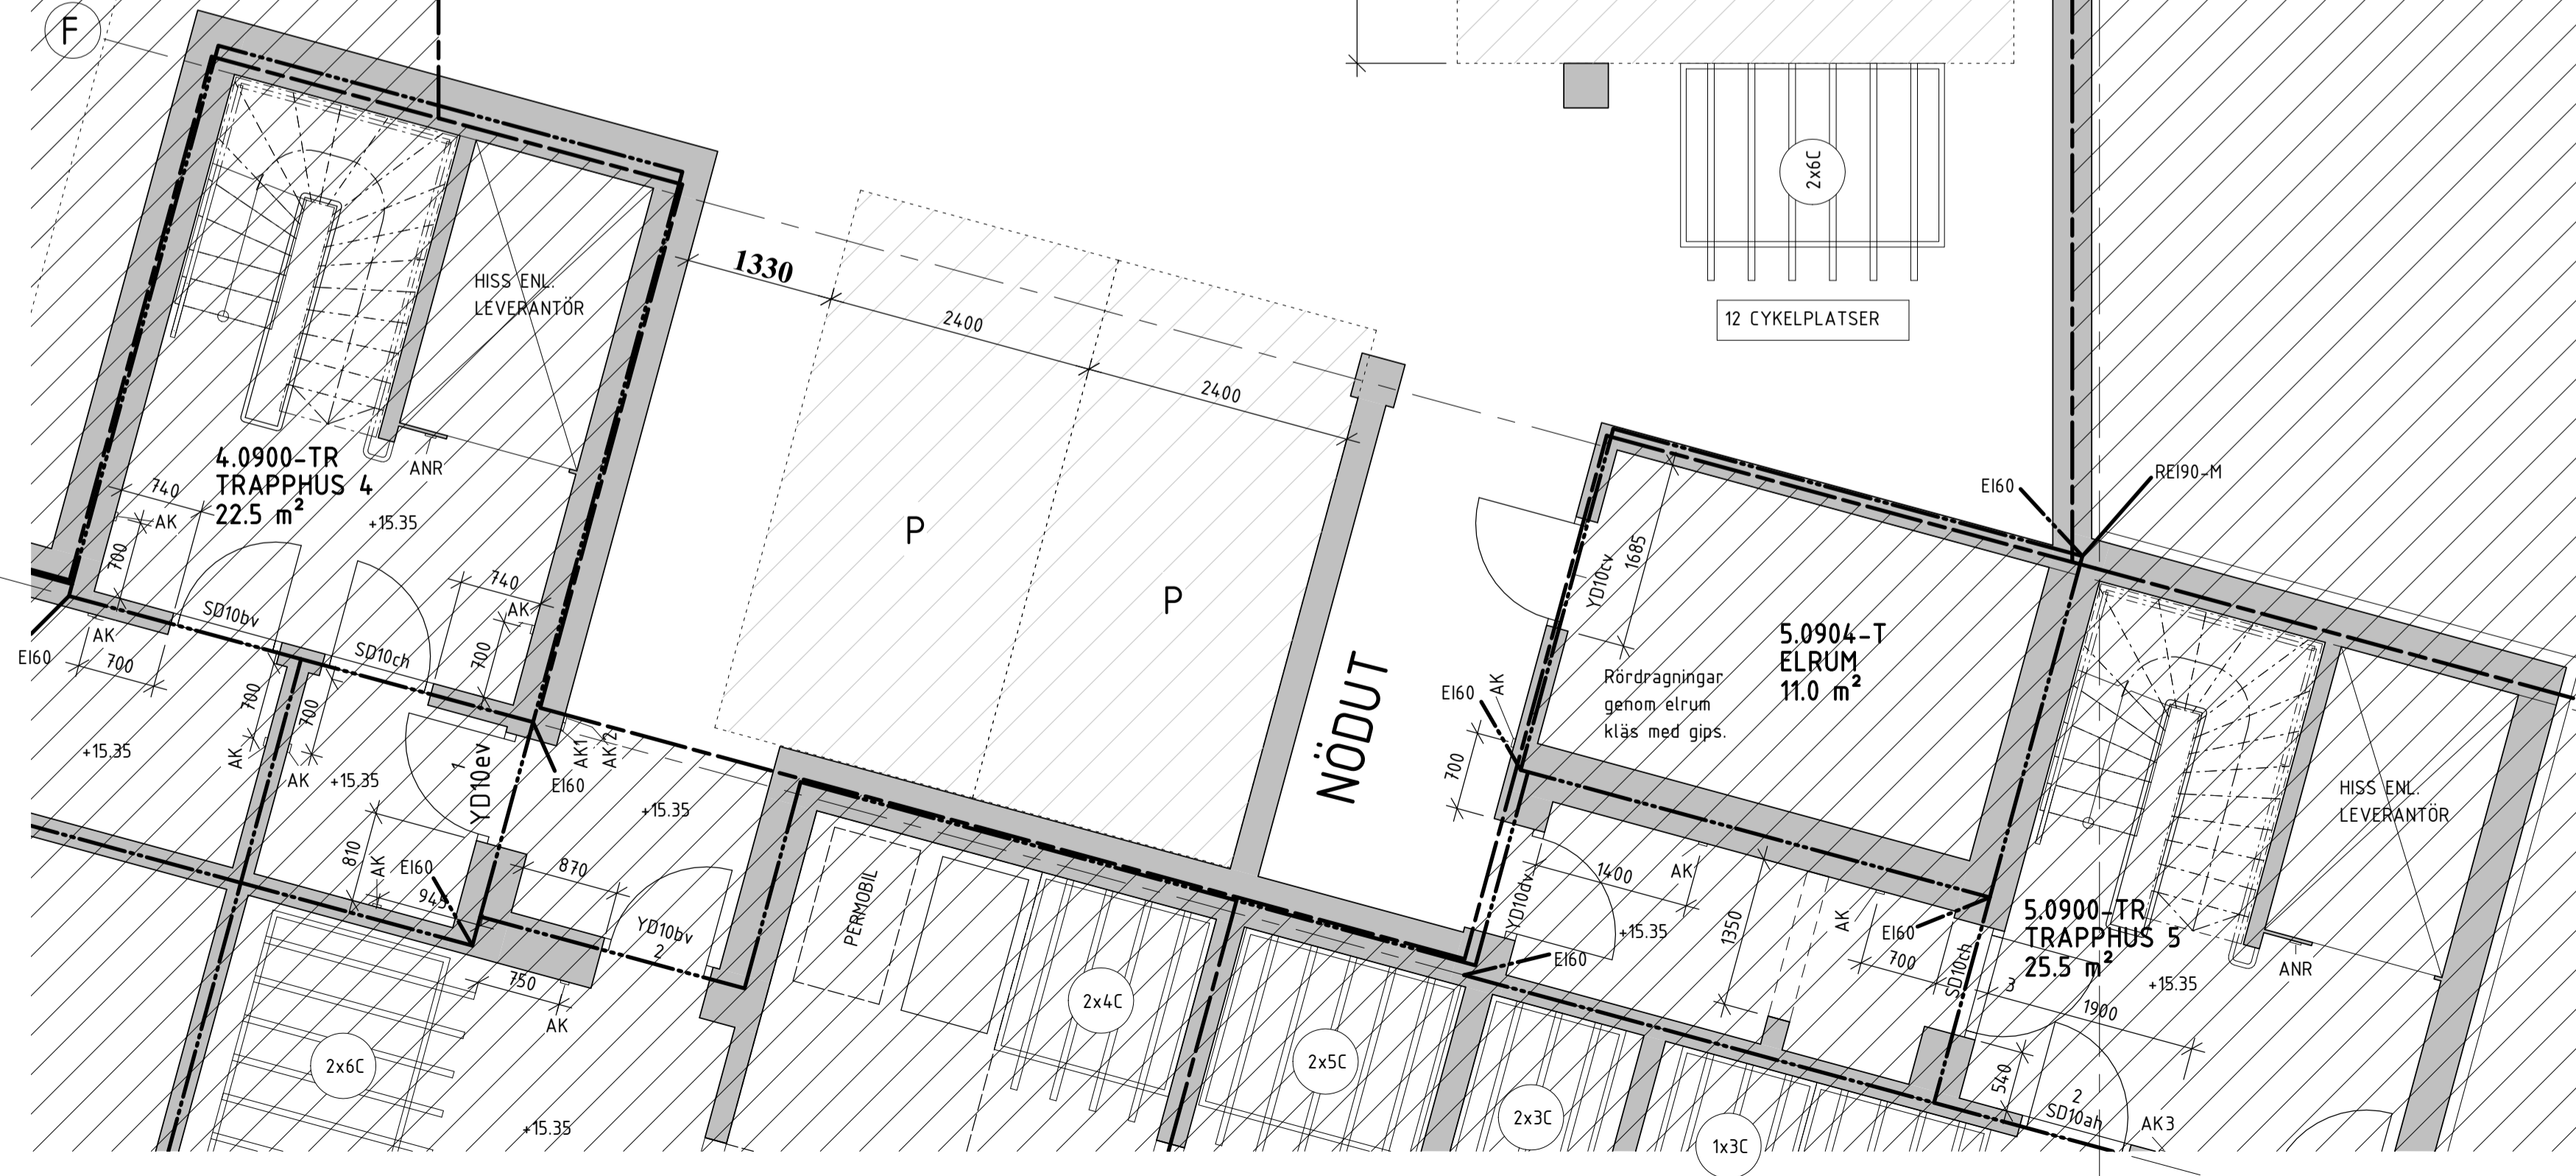 F
2x6C
12 CYKELPLATSER
1330
2400
2400
HISS ENL.
LEVERANTÖR
4.0900-TR
TRAPPHUS 4
22.5 m²
ANR
740
AK
700
+15.35
740
AK
700
SD10bv
SD10ch
AK
700
EI60
700
700
AK
AK
+15.35
+15.35
P
P
NÖDUT
EI60
REI90-M
YD10cv
1685
5.0904-T
ELRUM
11.0 m²
Rördragningar
genom elrum
kläs med gips.
EI60
AK
700
1
YD10ev
AK1
AK2
EI60
+15.35
810
AK
EI60
945
870
YD10bv
2
750
AK
PERMOBIL
2x6C
+15.35
2x4C
2x5C
2x3C
1x3C
YD10dv
1400
AK
+15.35
1350
EI60
AK
EI60
700
SD10ch
3
HISS ENL.
LEVERANTÖR
5.0900-TR
TRAPPHUS 5
25.5 m²
ANR
+15.35
1900
540
2
SD10ah
AK3